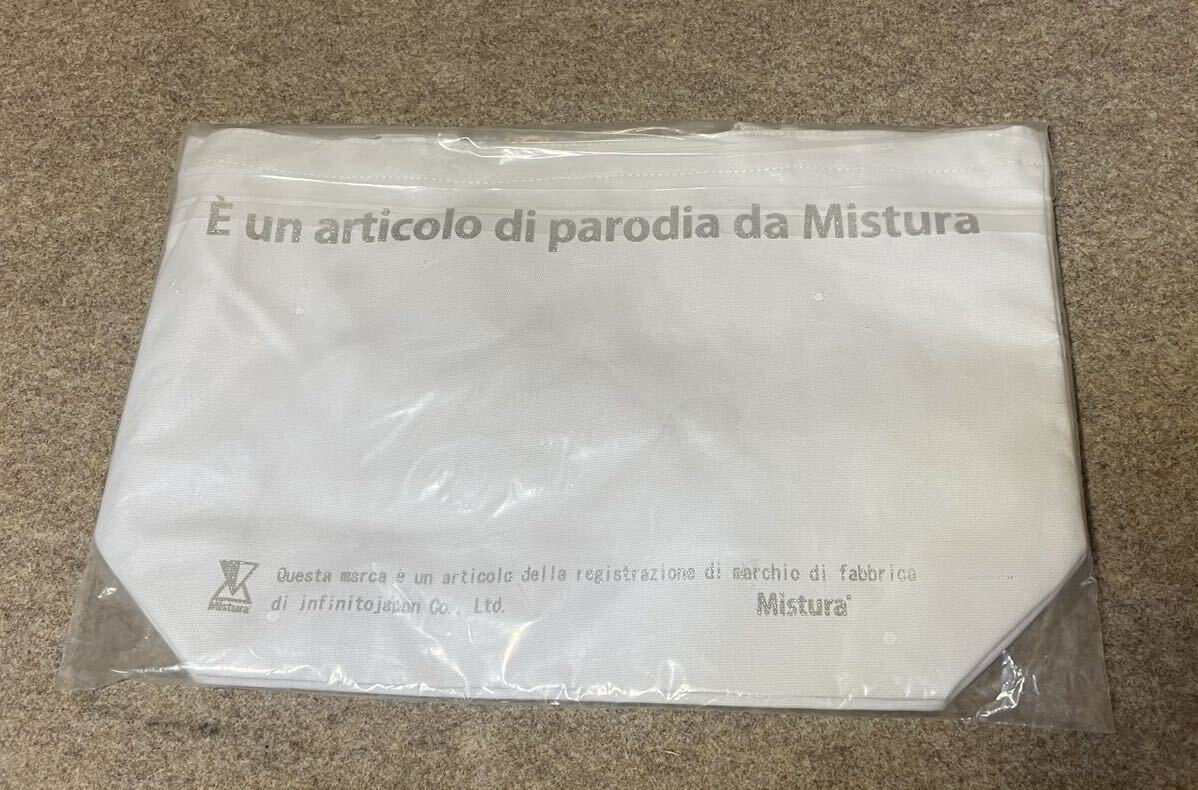 È un articolo di parodia da Mistura
Questa marca è un articolo della registrazione di marchio di fabbrica
di infinitojapan Co., Ltd.
Mistura®
Mistura